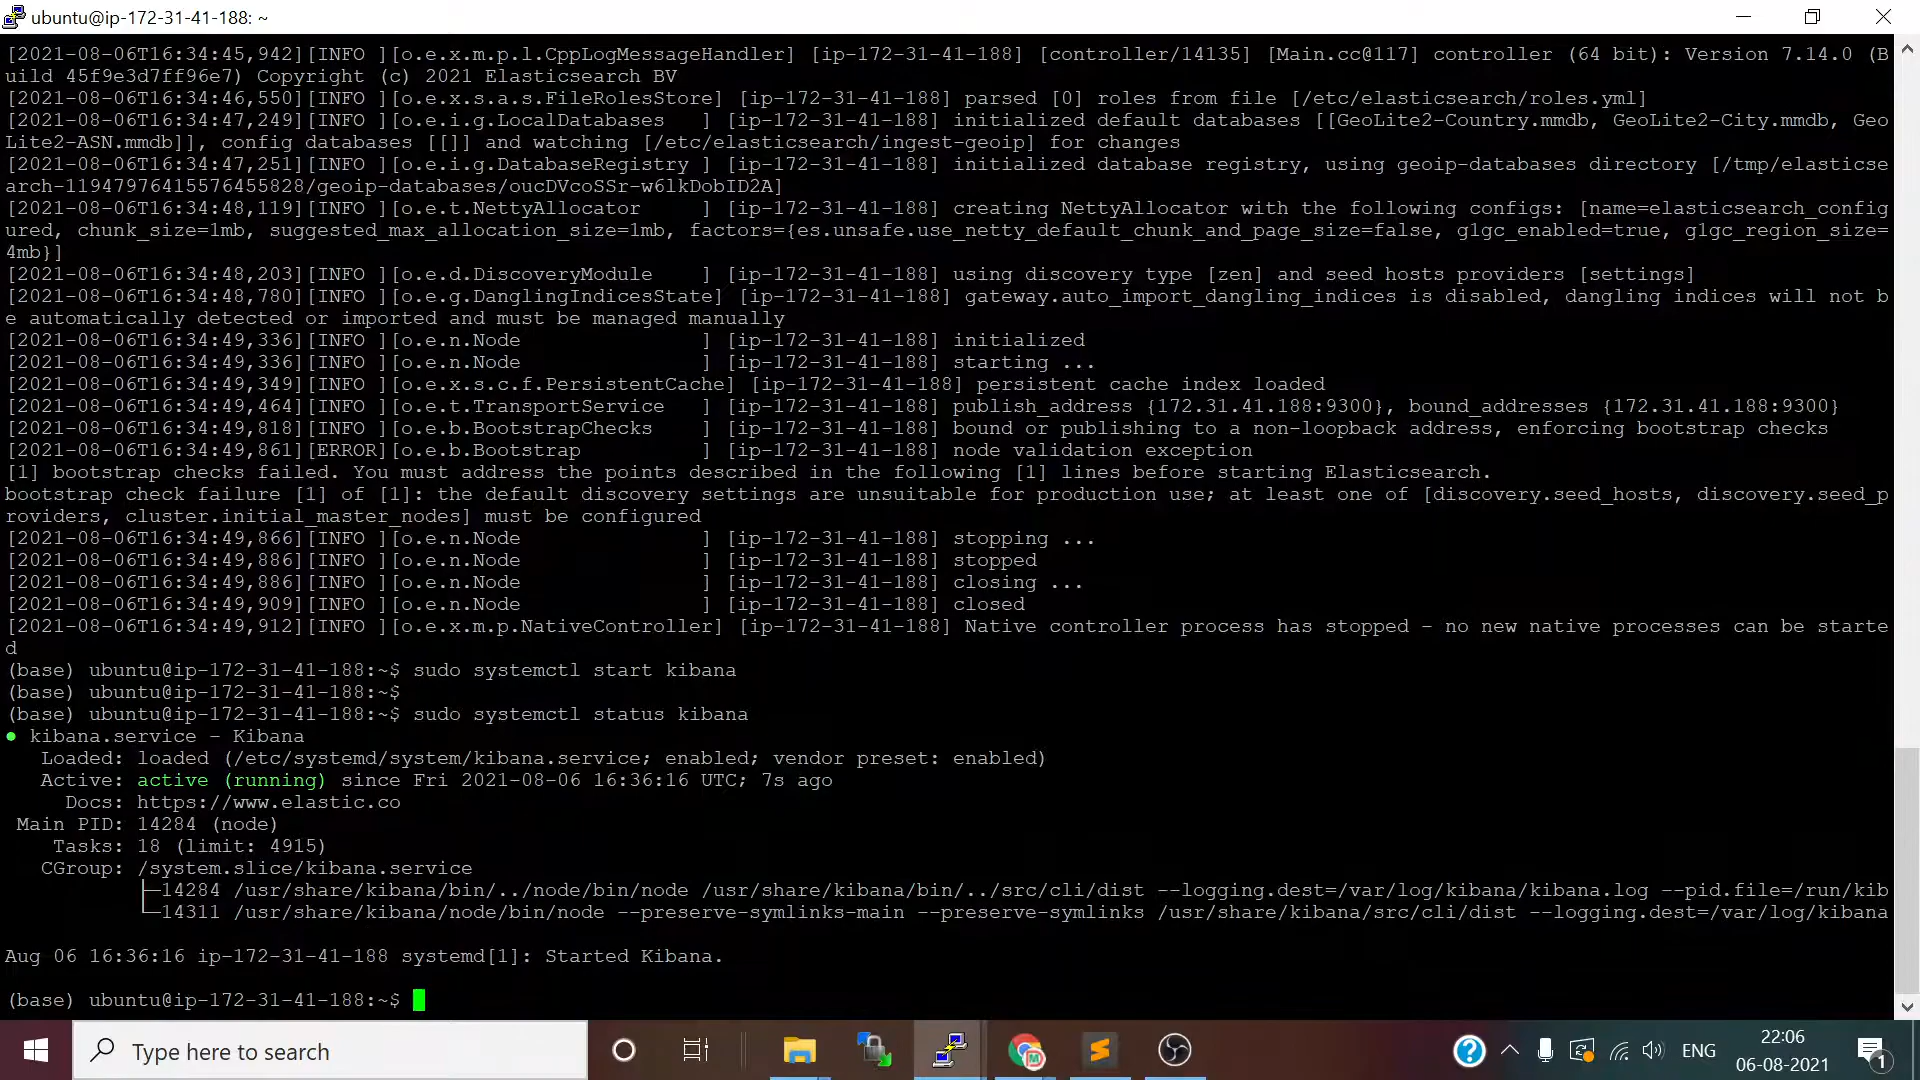 ubuntu@ip-172-31-41-188: ~
[2021-08-06T16:34:45,942][INFO ][o.e.x.m.p.l.CppLogMessageHandler] [ip-172-31-41-188] [controller/14135] [Main.cc@117] controller (64 bit): Version 7.14.0 (B
uild 45f9e3d7ff96e7) Copyright (c) 2021 Elasticsearch BV
[2021-08-06T16:34:46,550][INFO ][o.e.x.s.a.s.FileRolesStore] [ip-172-31-41-188] parsed [0] roles from file [/etc/elasticsearch/roles.yml]
[2021-08-06T16:34:47,249][INFO ][o.e.i.g.LocalDatabases   ] [ip-172-31-41-188] initialized default databases [[GeoLite2-Country.mmdb, GeoLite2-City.mmdb, Geo
Lite2-ASN.mmdb]], config databases [[]] and watching [/etc/elasticsearch/ingest-geoip] for changes
[2021-08-06T16:34:47,251][INFO ][o.e.i.g.DatabaseRegistry ] [ip-172-31-41-188] initialized database registry, using geoip-databases directory [/tmp/elasticse
arch-11947976415576455828/geoip-databases/oucDVcoSSr-w6lkDobID2A]
[2021-08-06T16:34:48,119][INFO ][o.e.t.NettyAllocator     ] [ip-172-31-41-188] creating NettyAllocator with the following configs: [name=elasticsearch_config
ured, chunk_size=1mb, suggested_max_allocation_size=1mb, factors={es.unsafe.use_netty_default_chunk_and_page_size=false, g1gc_enabled=true, g1gc_region_size=
4mb}]
[2021-08-06T16:34:48,203][INFO ][o.e.d.DiscoveryModule    ] [ip-172-31-41-188] using discovery type [zen] and seed hosts providers [settings]
[2021-08-06T16:34:48,780][INFO ][o.e.g.DanglingIndicesState] [ip-172-31-41-188] gateway.auto_import_dangling_indices is disabled, dangling indices will not b
e automatically detected or imported and must be managed manually
[2021-08-06T16:34:49,336][INFO ][o.e.n.Node               ] [ip-172-31-41-188] initialized
[2021-08-06T16:34:49,336][INFO ][o.e.n.Node               ] [ip-172-31-41-188] starting ...
[2021-08-06T16:34:49,349][INFO ][o.e.x.s.c.f.PersistentCache] [ip-172-31-41-188] persistent cache index loaded
[2021-08-06T16:34:49,464][INFO ][o.e.t.TransportService   ] [ip-172-31-41-188] publish_address {172.31.41.188:9300}, bound_addresses {172.31.41.188:9300}
[2021-08-06T16:34:49,818][INFO ][o.e.b.BootstrapChecks    ] [ip-172-31-41-188] bound or publishing to a non-loopback address, enforcing bootstrap checks
[2021-08-06T16:34:49,861][ERROR][o.e.b.Bootstrap          ] [ip-172-31-41-188] node validation exception
[1] bootstrap checks failed. You must address the points described in the following [1] lines before starting Elasticsearch.
bootstrap check failure [1] of [1]: the default discovery settings are unsuitable for production use; at least one of [discovery.seed_hosts, discovery.seed_p
roviders, cluster.initial_master_nodes] must be configured
[2021-08-06T16:34:49,866][INFO ][o.e.n.Node               ] [ip-172-31-41-188] stopping ...
[2021-08-06T16:34:49,886][INFO ][o.e.n.Node               ] [ip-172-31-41-188] stopped
[2021-08-06T16:34:49,886][INFO ][o.e.n.Node               ] [ip-172-31-41-188] closing ...
[2021-08-06T16:34:49,909][INFO ][o.e.n.Node               ] [ip-172-31-41-188] closed
[2021-08-06T16:34:49,912][INFO ][o.e.x.m.p.NativeController] [ip-172-31-41-188] Native controller process has stopped - no new native processes can be starte
d
(base) ubuntu@ip-172-31-41-188:~$ sudo systemctl start kibana
(base) ubuntu@ip-172-31-41-188:~$
(base) ubuntu@ip-172-31-41-188:~$ sudo systemctl status kibana
● kibana.service - Kibana
Loaded: loaded (/etc/systemd/system/kibana.service; enabled; vendor preset: enabled)
Active: active (running) since Fri 2021-08-06 16:36:16 UTC; 7s ago
Docs: https://www.elastic.co
Main PID: 14284 (node)
Tasks: 18 (limit: 4915)
CGroup: /system.slice/kibana.service
├─14284 /usr/share/kibana/bin/../node/bin/node /usr/share/kibana/bin/../src/cli/dist --logging.dest=/var/log/kibana/kibana.log --pid.file=/run/kib
└─14311 /usr/share/kibana/node/bin/node --preserve-symlinks-main --preserve-symlinks /usr/share/kibana/src/cli/dist --logging.dest=/var/log/kibana
Aug 06 16:36:16 ip-172-31-41-188 systemd[1]: Started Kibana.
(base) ubuntu@ip-172-31-41-188:~$
Type here to search
ENG
22:06
06-08-2021
1